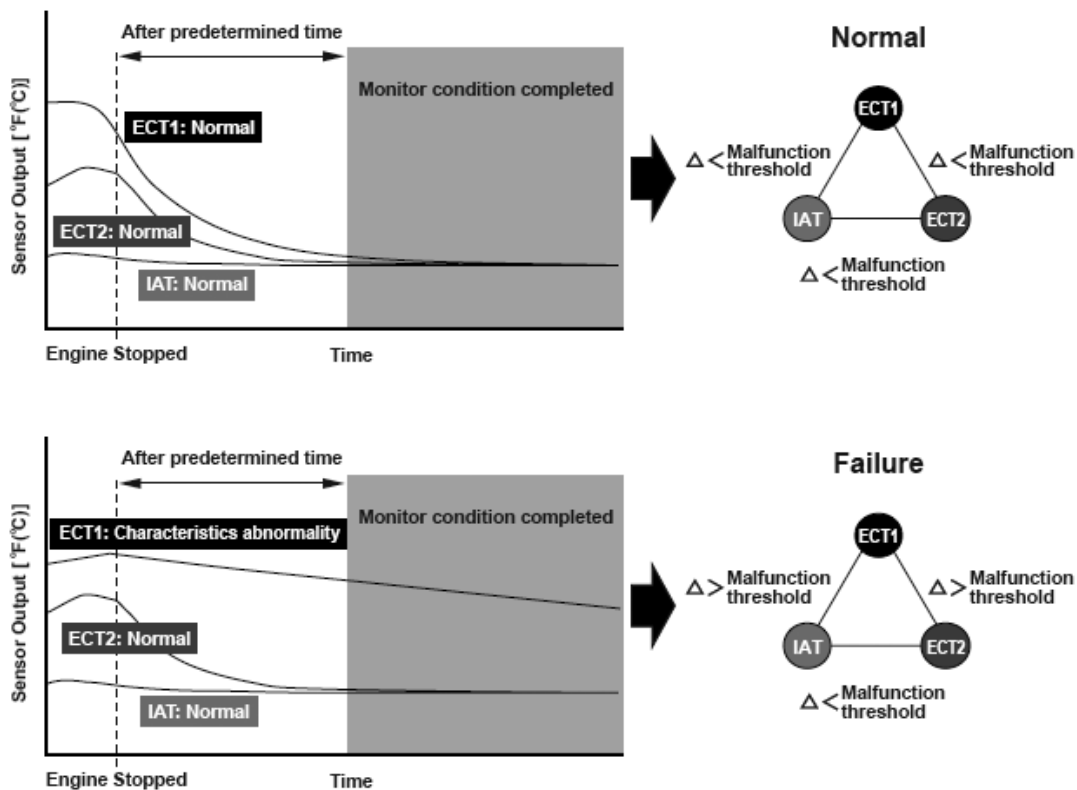 After predetermined time
Normal
Monitor condition completed
Sensor Output [°F(°C)]
ECT1: Normal
ECT2: Normal
IAT: Normal
Engine Stopped
Time
ECT1
△ < Malfunction
threshold
△ < Malfunction
threshold
IAT
ECT2
△ < Malfunction
threshold
After predetermined time
Failure
Monitor condition completed
Sensor Output [°F(°C)]
ECT1: Characteristics abnormality
ECT2: Normal
IAT: Normal
Engine Stopped
Time
ECT1
△ > Malfunction
threshold
△ > Malfunction
threshold
IAT
ECT2
△ < Malfunction
threshold